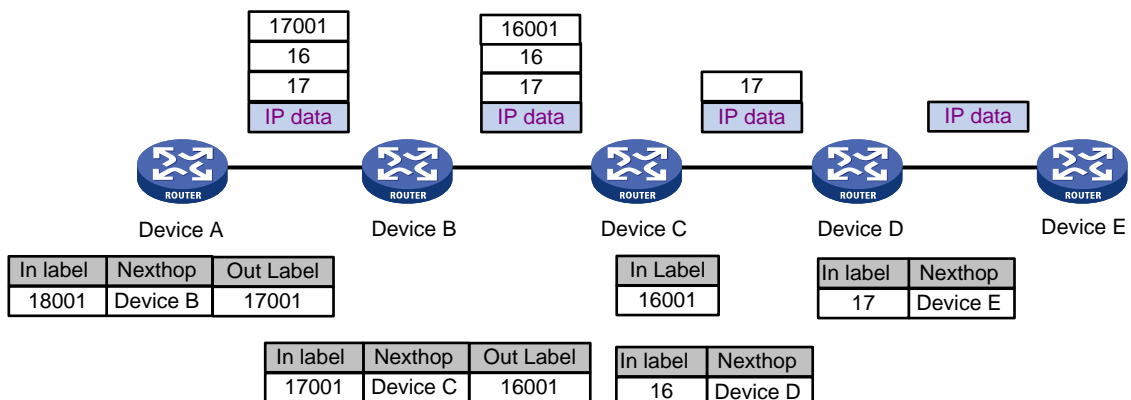 17001
16001
16
16
17
17
17
IP data
IP data
IP data
IP data
ROUTER
ROUTER
ROUTER
ROUTER
ROUTER
Device A
Device B
Device C
Device D
Device E
In label Nexthop Out Label
18001 Device B 17001
In Label
16001
In label Nexthop
17 Device E
In label Nexthop Out Label
17001 Device C 16001
In label Nexthop
16 Device D